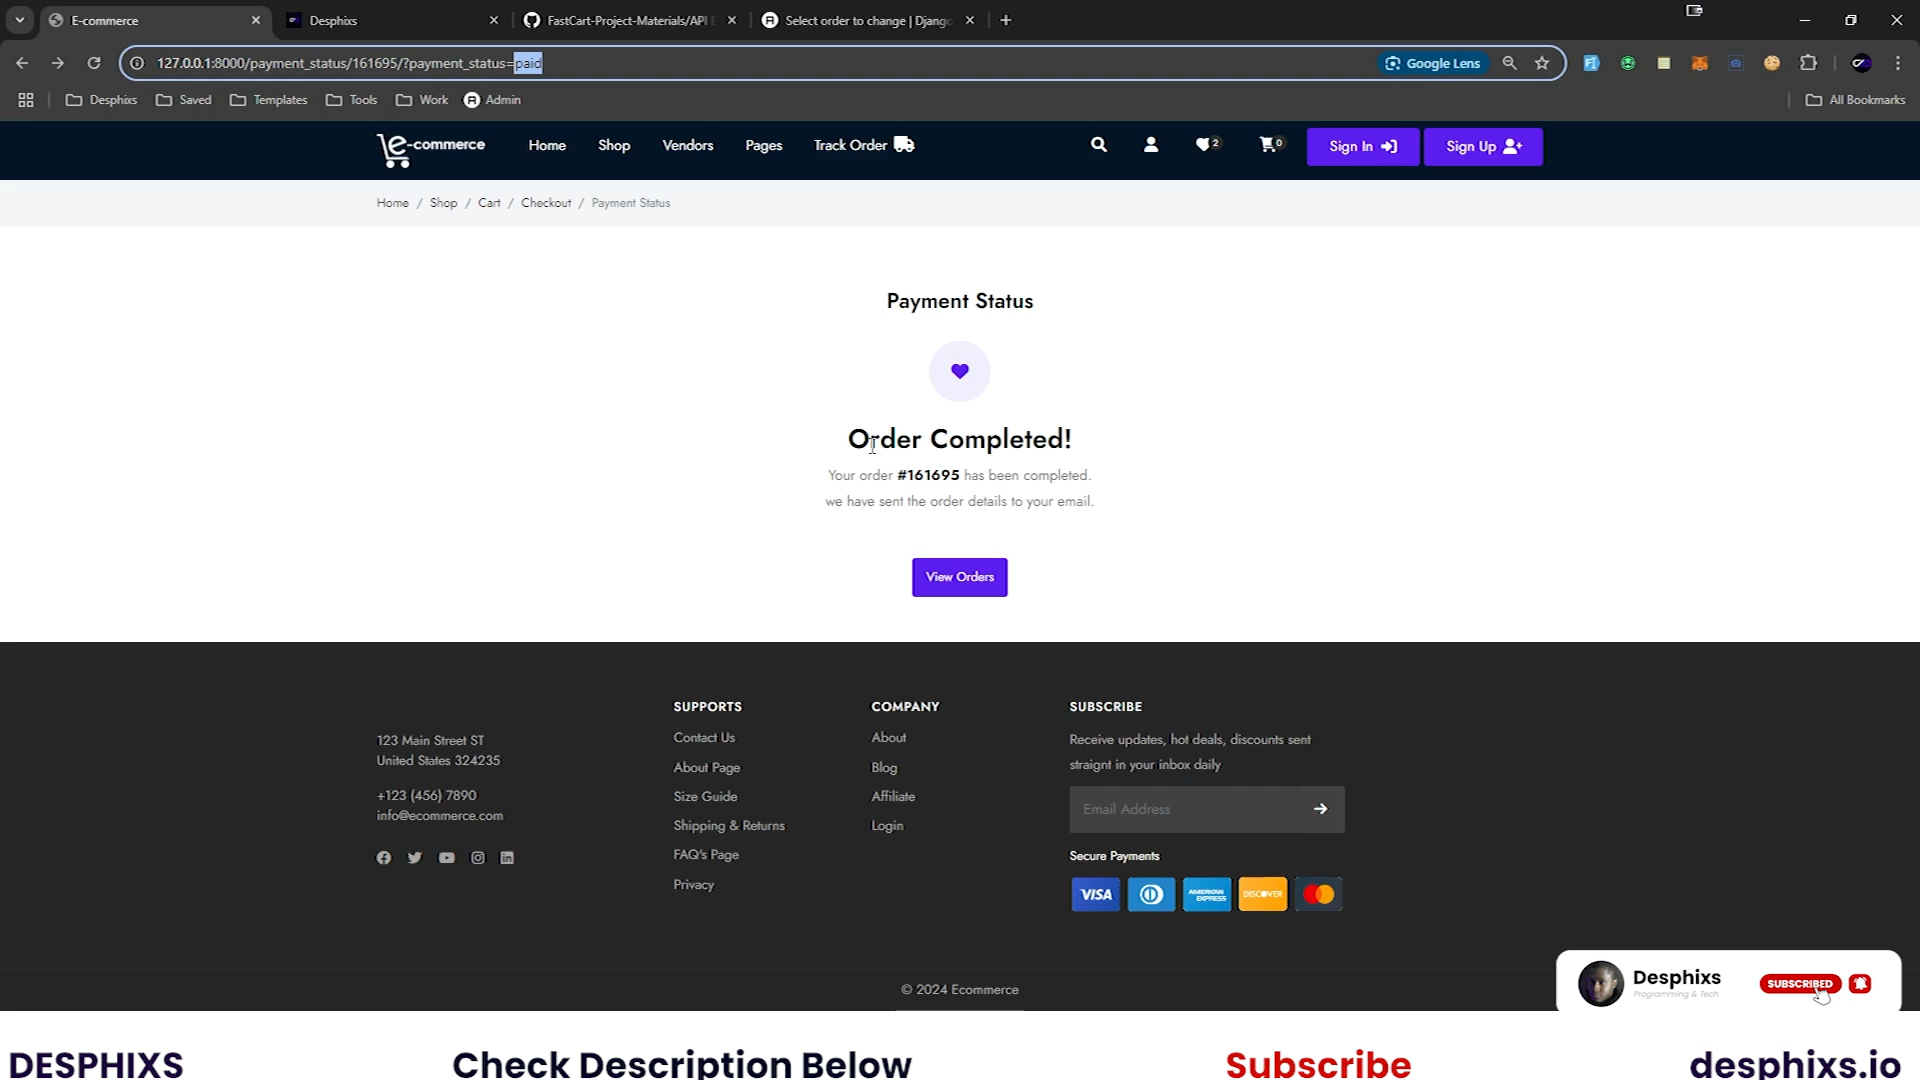 E-commerce
Desphixs
FastCart-Project-Materials/API
Select order to change | Django
127.0.0.1:8000/payment_status/161695/?payment_status=paid
Google Lens
Desphixs
Saved
Templates
Tools
Work
Admin
All Bookmarks
e-commerce
Home
Shop
Vendors
Pages
Track Order
2
0
Sign In
Sign Up
Home / Shop / Cart / Checkout / Payment Status
Payment Status
Order Completed!
Your order #161695 has been completed.
we have sent the order details to your email.
View Orders
123 Main Street ST
United States 324235
+123 (456) 7890
info@ecommerce.com
SUPPORTS
Contact Us
About Page
Size Guide
Shipping & Returns
FAQ's Page
Privacy
COMPANY
About
Blog
Affiliate
Login
SUBSCRIBE
Receive updates, hot deals, discounts sent
straignt in your inbox daily
Email Address
Secure Payments
VISA
AMERICAN EXPRESS
DISCOVER
© 2024 Ecommerce
Desphixs
Programming & Tech
SUBSCRIBED
DESPHIXS
Check Description Below
Subscribe
desphixs.io